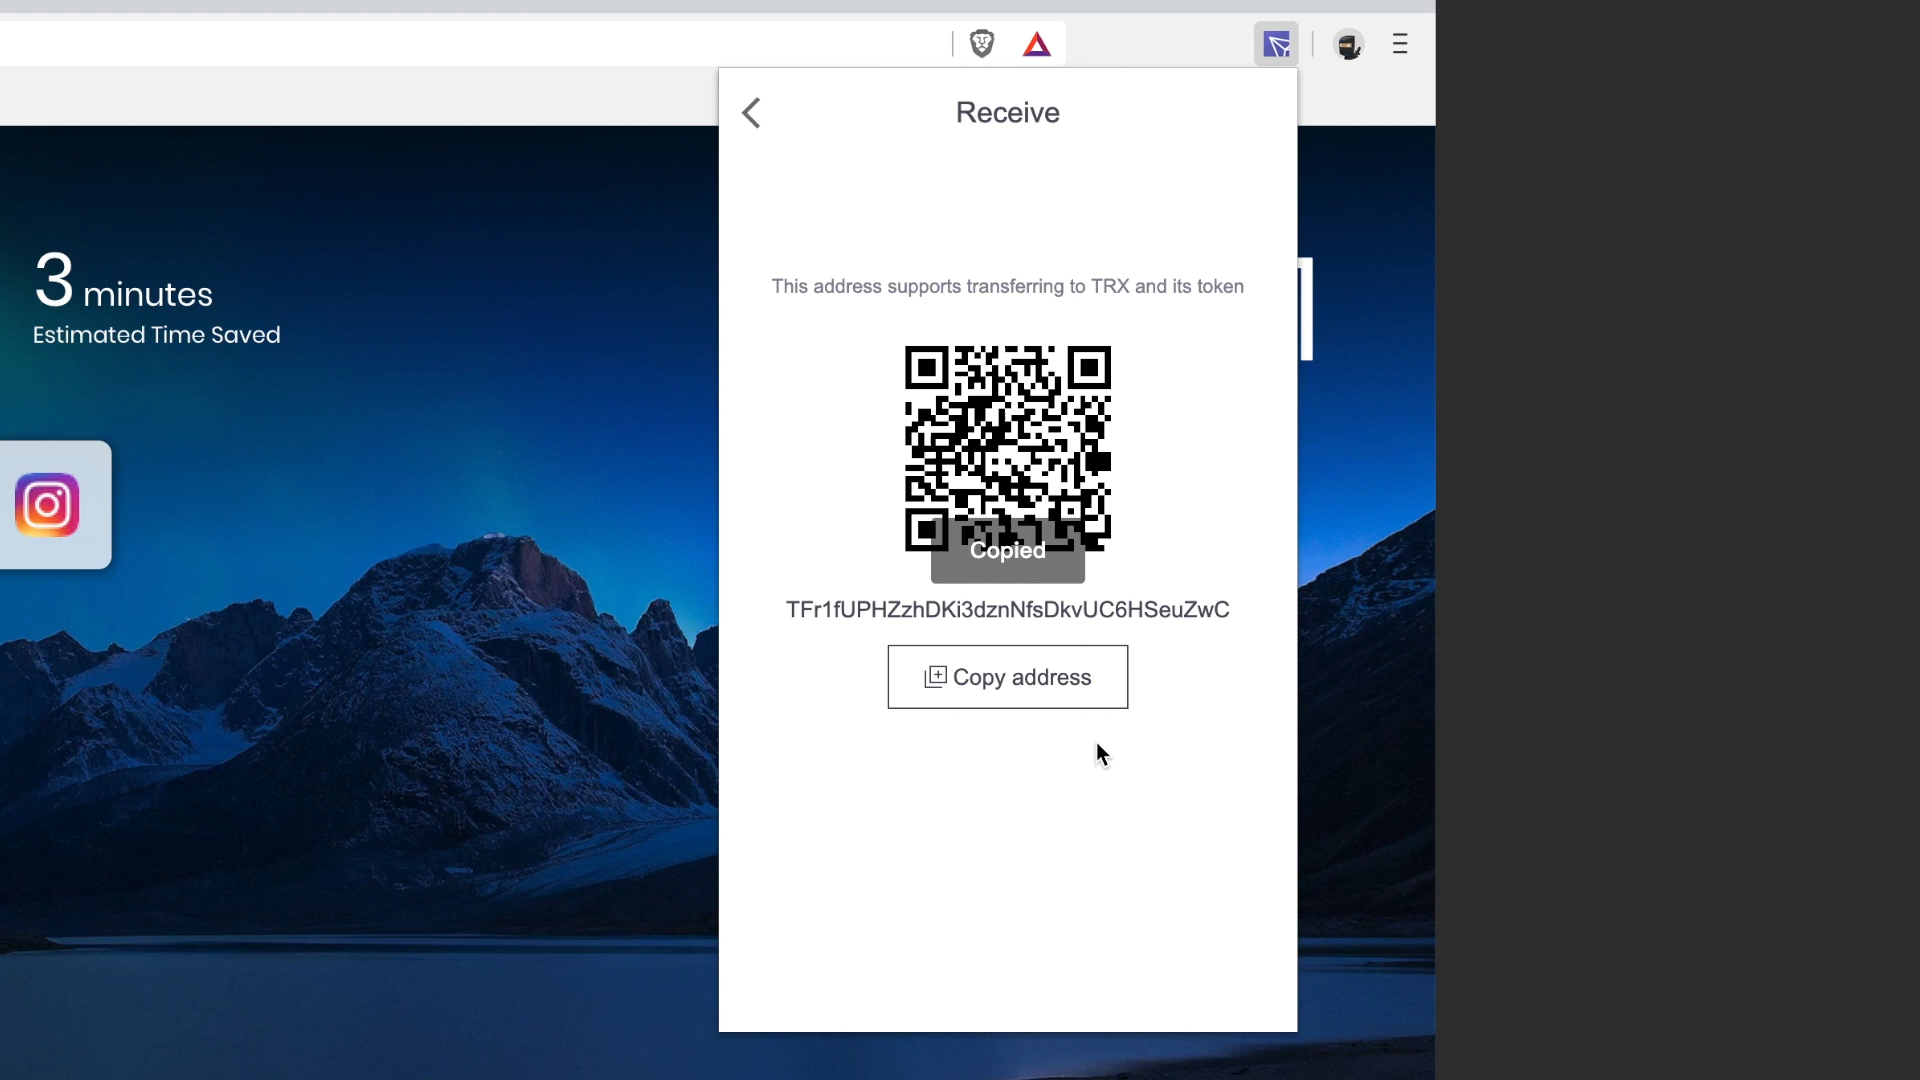 Receive
This address supports transferring to TRX and its token
3 minutes
Estimated Time Saved
Copied
TFr1fUPHZzhDKi3dznNfsDkvUC6HSeuZwC
Copy address